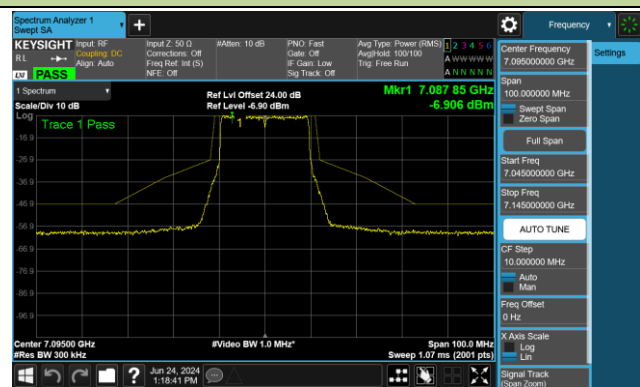 Spectrum Analyzer 1
Swept SA
Frequency
KEYSIGHT
Input: RF
Coupling: DC
Align: Auto
Input Z: 50 Ω
Corrections: Off
Freq Ref: Int (S)
NFE: Off
#Atten: 10 dB
PNO: Fast
Gate: Off
IF Gain: Low
Sig Track: Off
Avg Type: Power (RMS)
Avg|Hold: 100/100
Trig: Free Run
1 2 3 4 5 6
A W W W W W
A N N N N N
RL
LXI
PASS
1 Spectrum
Scale/Div 10 dB
Ref Lvl Offset 24.00 dB
Ref Level -6.90 dBm
Mkr1 7.087 85 GHz
-6.906 dBm
Log
Trace 1 Pass
1
-16.9
-26.9
-36.9
-46.9
-56.9
-66.9
-76.9
-86.9
-96.9
Center 7.09500 GHz
#Res BW 300 kHz
#Video BW 1.0 MHz*
Span 100.0 MHz
Sweep 1.07 ms (2001 pts)
Jun 24, 2024
1:18:41 PM
Center Frequency
7.095000000 GHz
Settings
Span
100.000000 MHz
Swept Span
Zero Span
Full Span
Start Freq
7.045000000 GHz
Stop Freq
7.145000000 GHz
AUTO TUNE
CF Step
10.000000 MHz
Auto
Man
Freq Offset
0 Hz
X Axis Scale
Log
Lin
Signal Track
(Span Zoom)